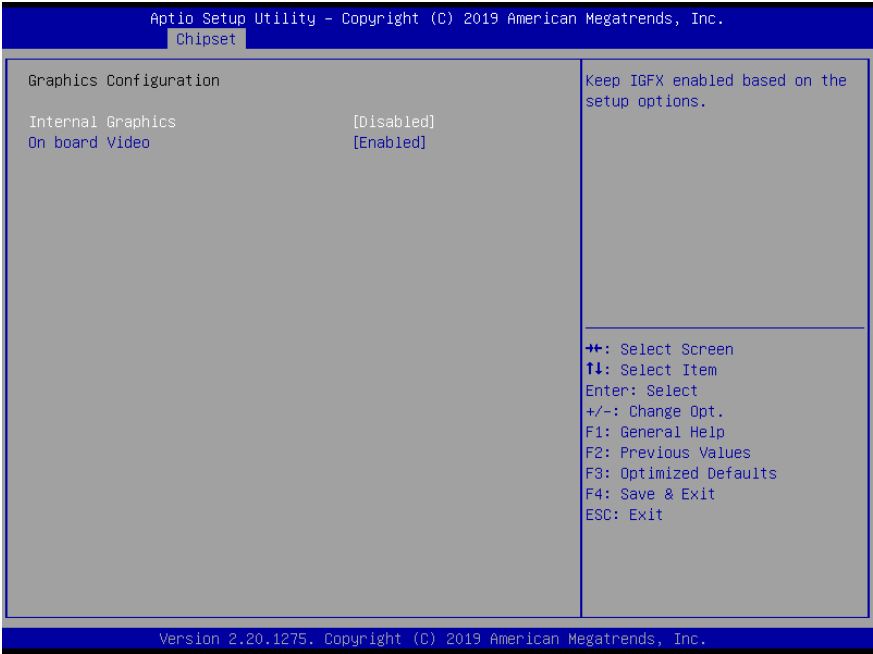 Aptio Setup Utility – Copyright (C) 2019 American Megatrends, Inc.
Chipset
Graphics Configuration
Internal Graphics [Disabled]
On board Video [Enabled]
Keep IGFX enabled based on the
setup options.
→←: Select Screen
↑↓: Select Item
Enter: Select
+/-: Change Opt.
F1: General Help
F2: Previous Values
F3: Optimized Defaults
F4: Save & Exit
ESC: Exit
Version 2.20.1275. Copyright (C) 2019 American Megatrends, Inc.